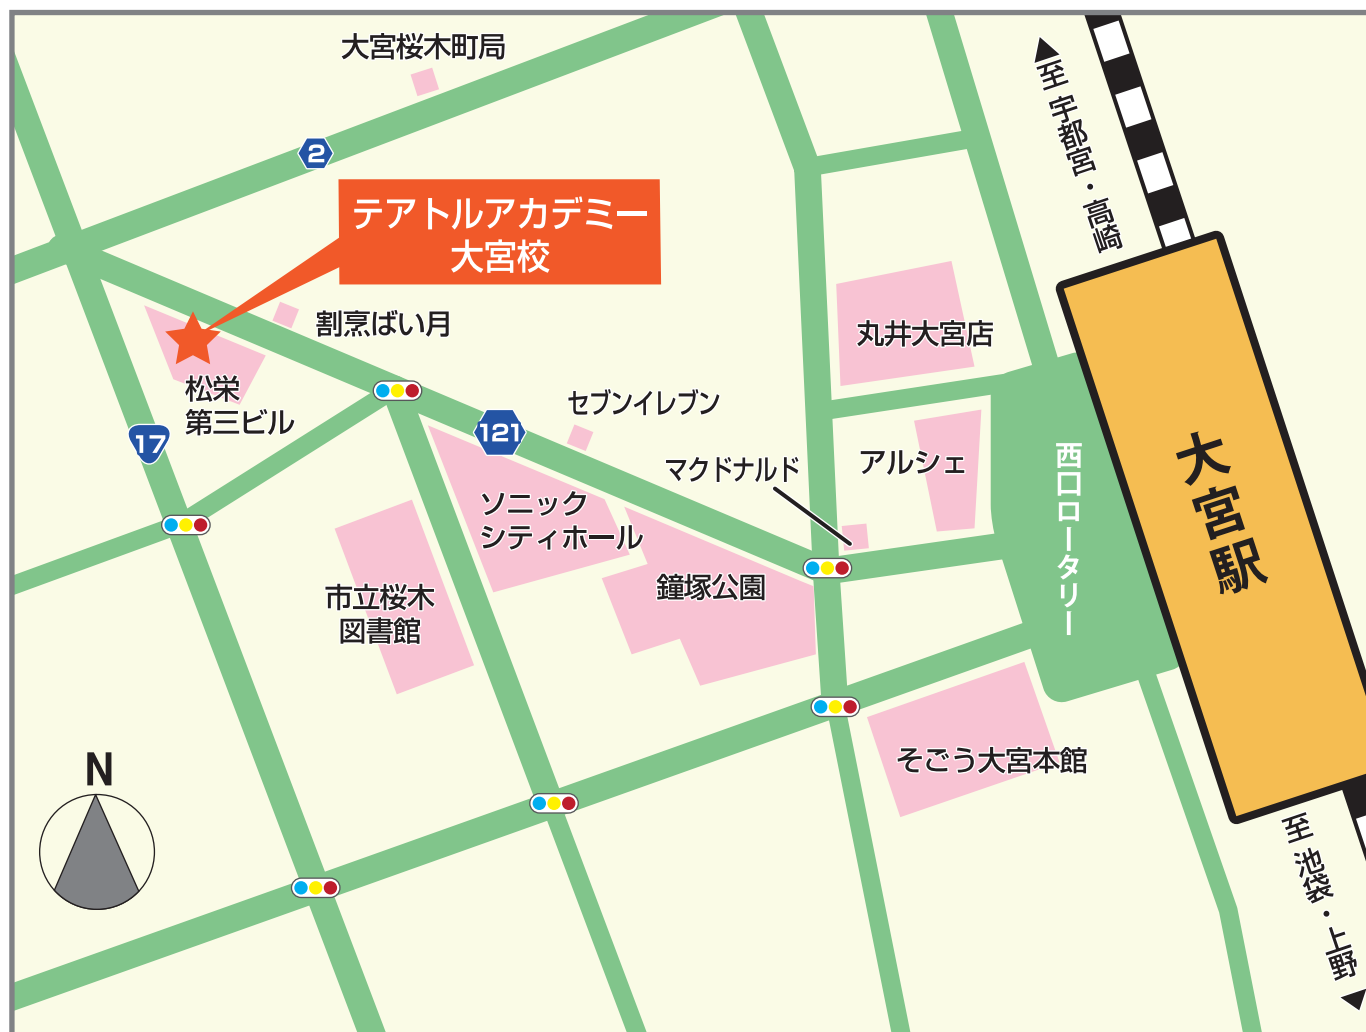 大宮桜木町局
2
テアトルアカデミー
大宮校
至 宇都宮・高崎
割烹ばい月
松栄
第三ビル
17
121
セブンイレブン
マクドナルド
丸井大宮店
アルシェ
西口ロータリー
大宮駅
ソニック
シティホール
鐘塚公園
市立桜木
図書館
そごう大宮本館
N
至 池袋・上野